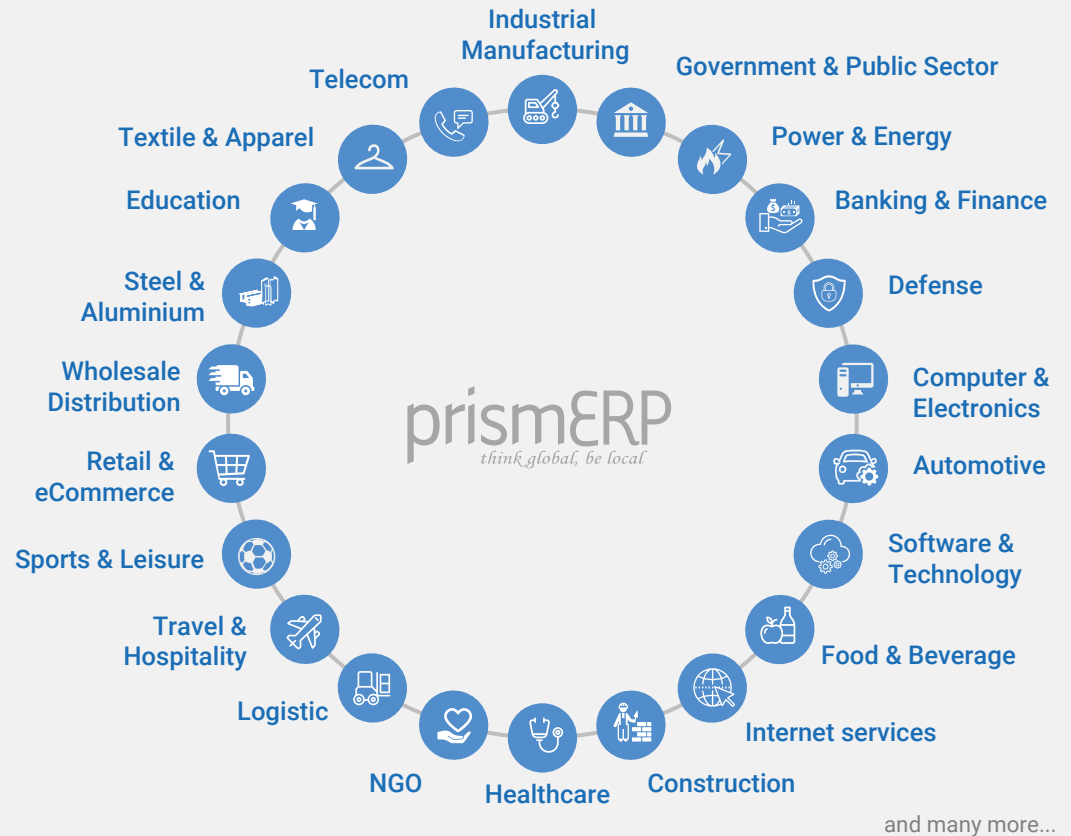 Industrial
Manufacturing
Government & Public Sector
Telecom
Power & Energy
Textile & Apparel
Banking & Finance
Education
Defense
Steel &
Aluminium
Computer &
Electronics
Wholesale
Distribution
prismERP
think global, be local
Automotive
Retail &
eCommerce
Software &
Technology
Sports & Leisure
Food & Beverage
Travel &
Hospitality
Internet services
Logistic
Construction
NGO
Healthcare
and many more...